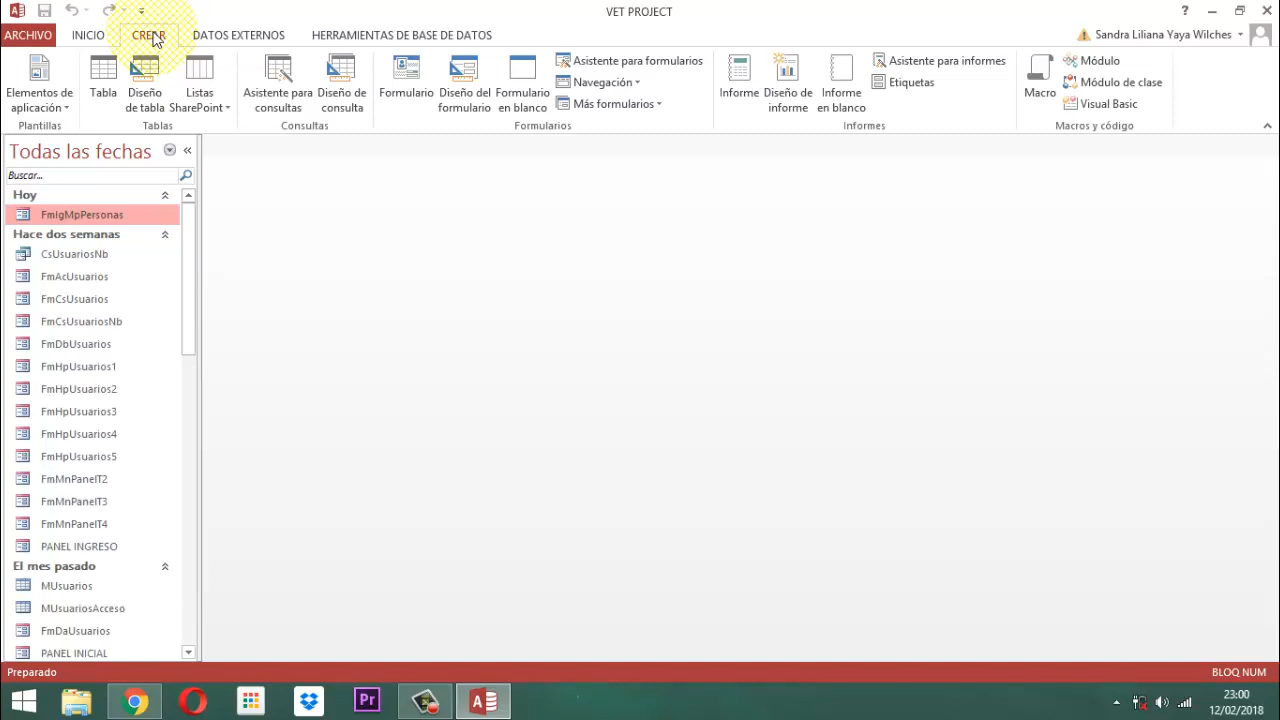 VET PROJECT
ARCHIVO INICIO CREAR DATOS EXTERNOS HERRAMIENTAS DE BASE DE DATOS Sandra Liliana Yaya Wilches
Elementos de aplicación
Plantillas
Tabla
Diseño de tabla
Listas SharePoint
Tablas
Asistente para consultas
Diseño de consulta
Consultas
Formulario
Diseño del formulario
Formulario en blanco
Asistente para formularios
Navegación
Más formularios
Formularios
Informe
Diseño de informe
Informe en blanco
Asistente para informes
Etiquetas
Informes
Macro
Módulo
Módulo de clase
Visual Basic
Macros y código
Todas las fechas
Buscar...
Hoy
FmIgMpPersonas
Hace dos semanas
CsUsuariosNb
FmAcUsuarios
FmCsUsuarios
FmCsUsuariosNb
FmDbUsuarios
FmHpUsuarios1
FmHpUsuarios2
FmHpUsuarios3
FmHpUsuarios4
FmHpUsuarios5
FmMnPanelT2
FmMnPanelT3
FmMnPanelT4
PANEL INGRESO
El mes pasado
MUsuarios
MUsuariosAcceso
FmDaUsuarios
PANEL INICIAL
Preparado BLOQ NUM
Pr
23:00
12/02/2018